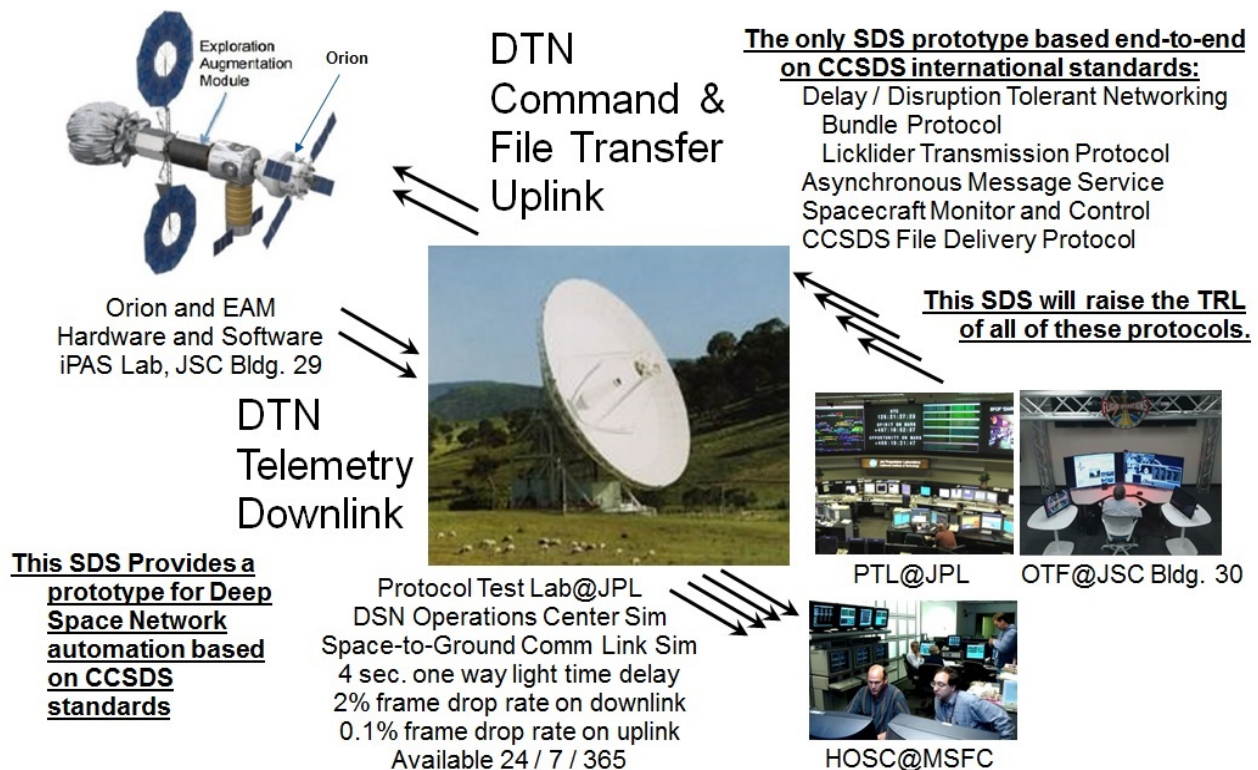 Exploration
Augmentation
Module
Orion
DTN
Command &
File Transfer
Uplink
The only SDS prototype based end-to-end
on CCSDS international standards:
Delay / Disruption Tolerant Networking
Bundle Protocol
Licklider Transmission Protocol
Asynchronous Message Service
Spacecraft Monitor and Control
CCSDS File Delivery Protocol
This SDS will raise the TRL
of all of these protocols.
Orion and EAM
Hardware and Software
iPAS Lab, JSC Bldg. 29
DTN
Telemetry
Downlink
This SDS Provides a
prototype for Deep
Space Network
automation based
on CCSDS
standards
Protocol Test Lab@JPL
DSN Operations Center Sim
Space-to-Ground Comm Link Sim
4 sec. one way light time delay
2% frame drop rate on downlink
0.1% frame drop rate on uplink
Available 24 / 7 / 365
PTL@JPL
OTF@JSC Bldg. 30
HOSC@MSFC